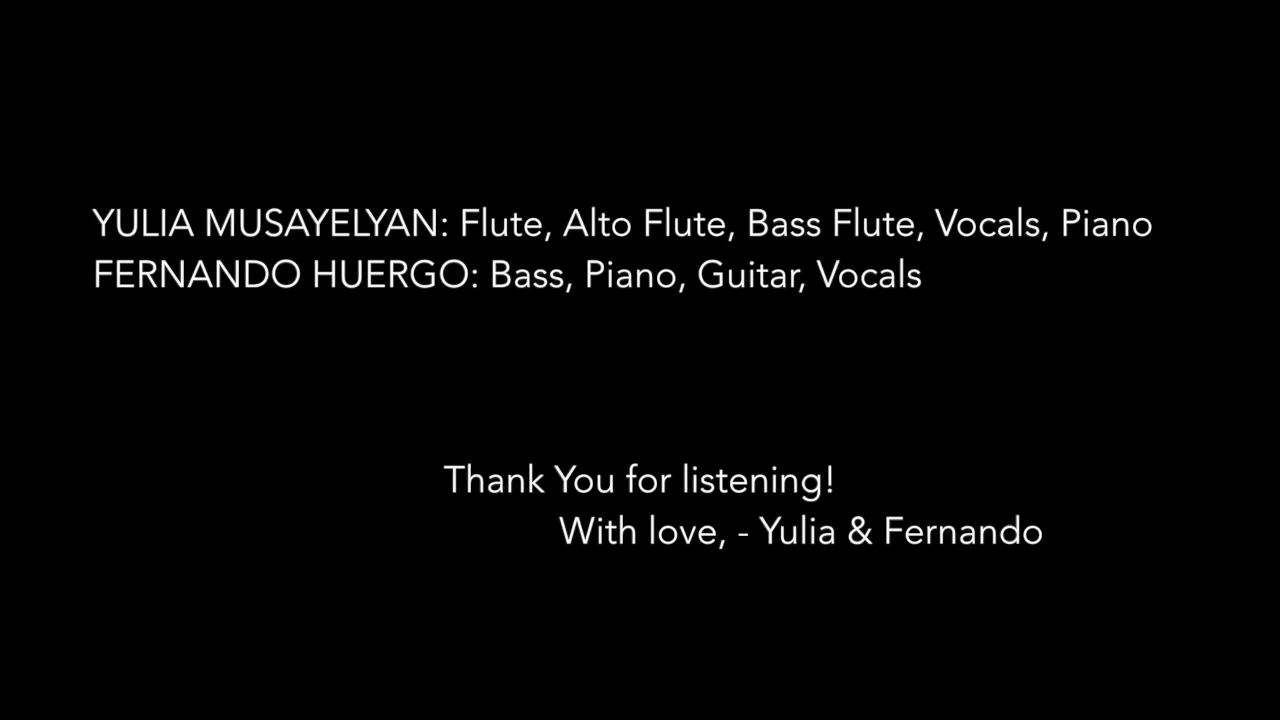 YULIA MUSAYELYAN: Flute, Alto Flute, Bass Flute, Vocals, Piano
FERNANDO HUERGO: Bass, Piano, Guitar, Vocals
Thank You for listening!
With love, - Yulia & Fernando